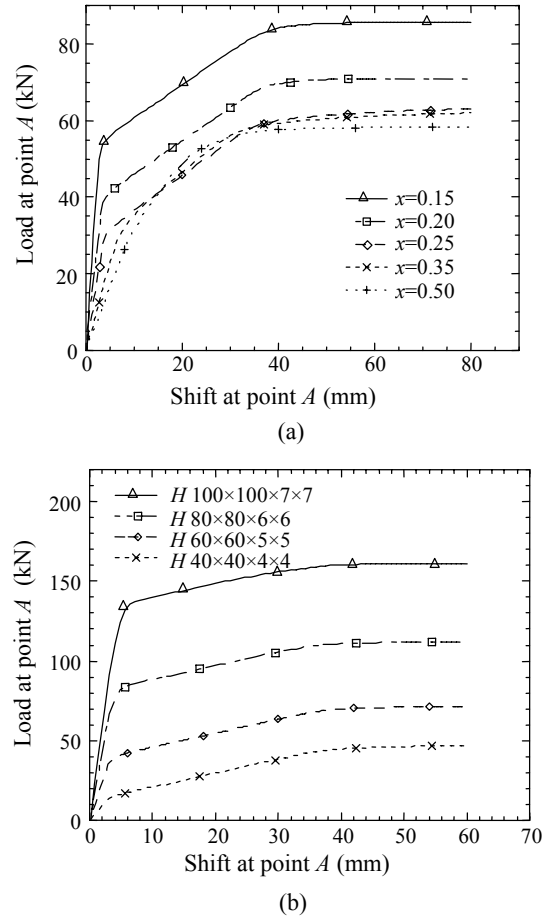 80
60
40
20
0
Load at point A (kN)
x=0.15
x=0.20
x=0.25
x=0.35
x=0.50
0 20 40 60 80
Shift at point A (mm)
(a)
200
150
100
50
0
Load at point A (kN)
H 100×100×7×7
H 80×80×6×6
H 60×60×5×5
H 40×40×4×4
0 10 20 30 40 50 60 70
Shift at point A (mm)
(b)